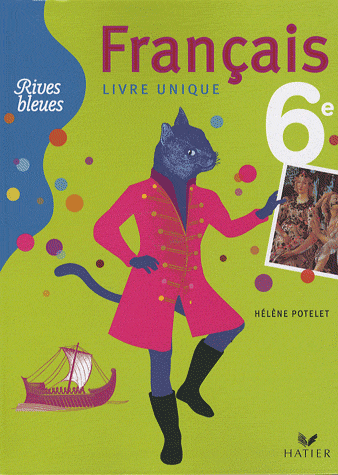 Français
LIVRE UNIQUE
6e
Rives
bleues
HÉLÈNE POTELET
HATIER